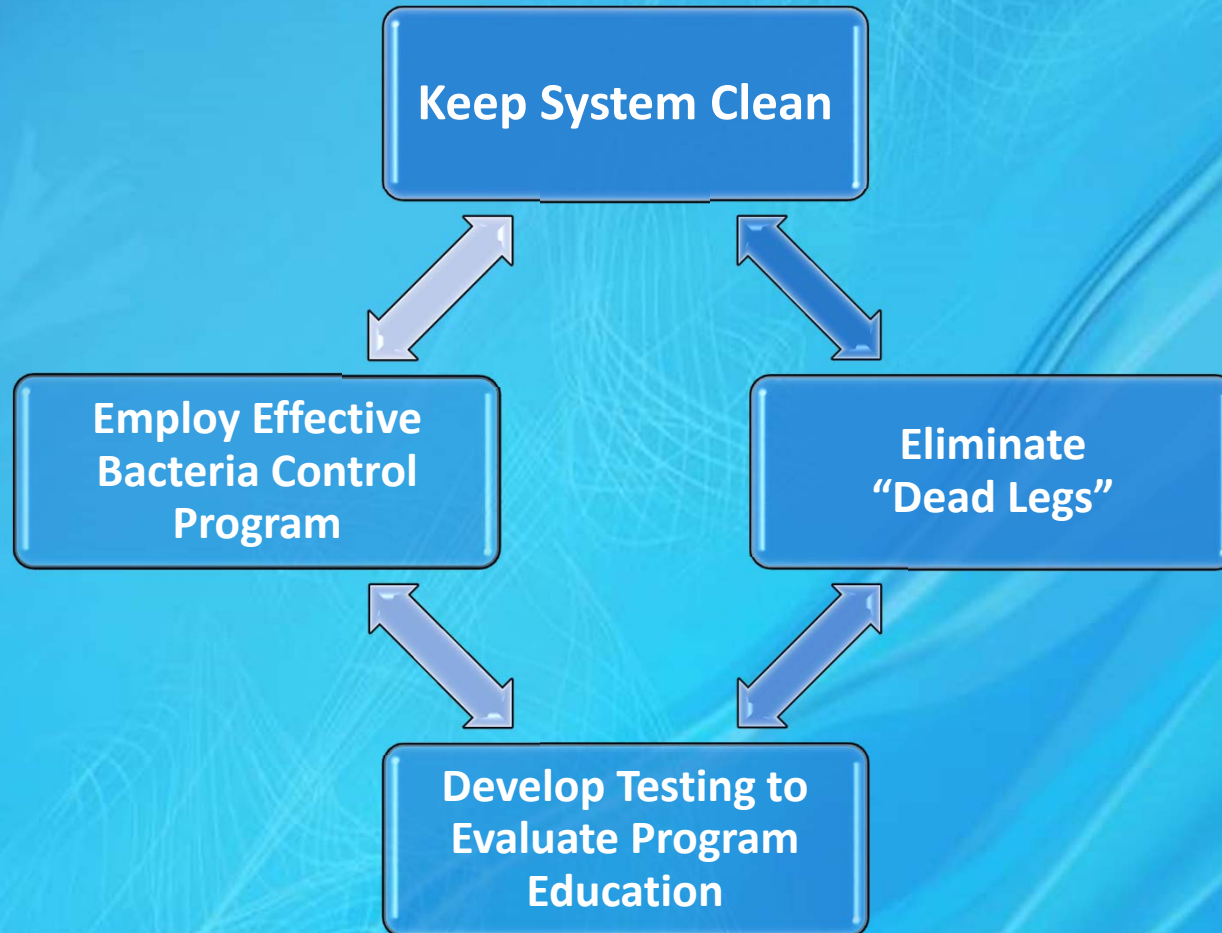 Keep System Clean
Employ Effective
Bacteria Control
Program
Eliminate
“Dead Legs”
Develop Testing to
Evaluate Program
Education